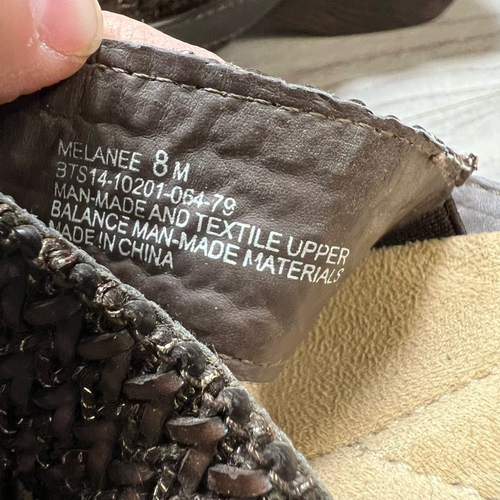 MELANEE 8 M
BTS14-10201-064-79
MAN-MADE AND TEXTILE UPPER
BALANCE MAN-MADE MATERIALS
MADE IN CHINA